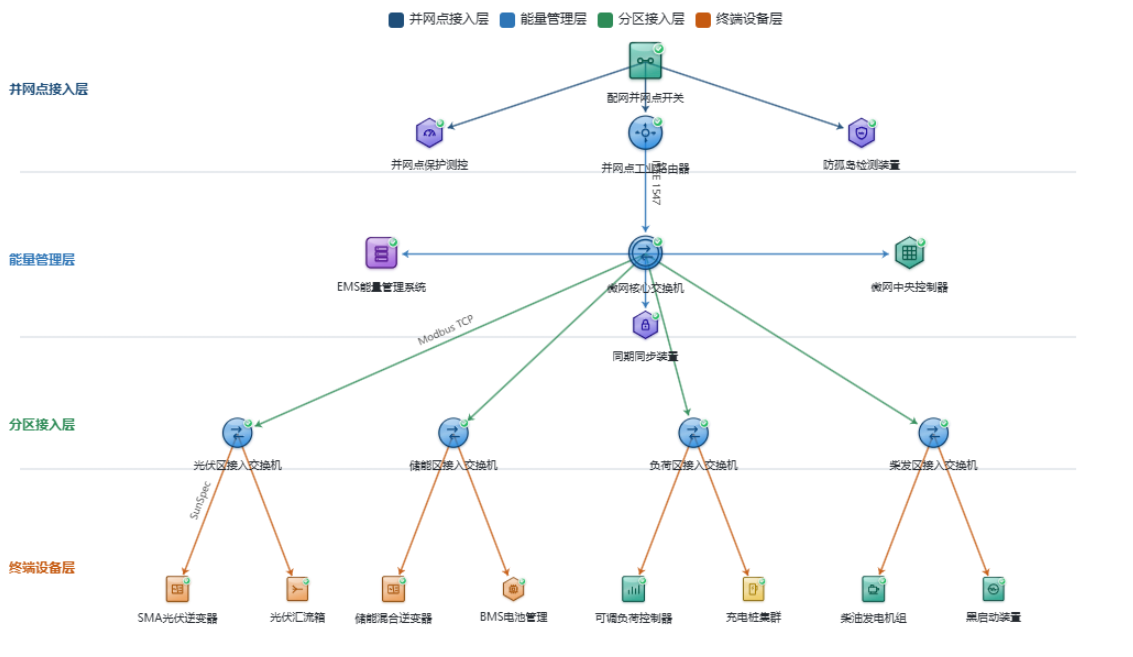 并网点接入层 能量管理层 分区接入层 终端设备层
并网点接入层
配网并网点开关
并网点保护测控
并网点工业路由器
防孤岛检测装置
能量管理层
EMS能量管理系统
微网核心交换机
微网中央控制器
Modbus TCP
同期同步装置
分区接入层
光伏区接入交换机
储能区接入交换机
负荷区接入交换机
柴发区接入交换机
SunSpec
终端设备层
SMA光伏逆变器
光伏汇流箱
储能混合逆变器
BMS电池管理
可调负荷控制器
充电桩集群
柴油发电机组
黑启动装置